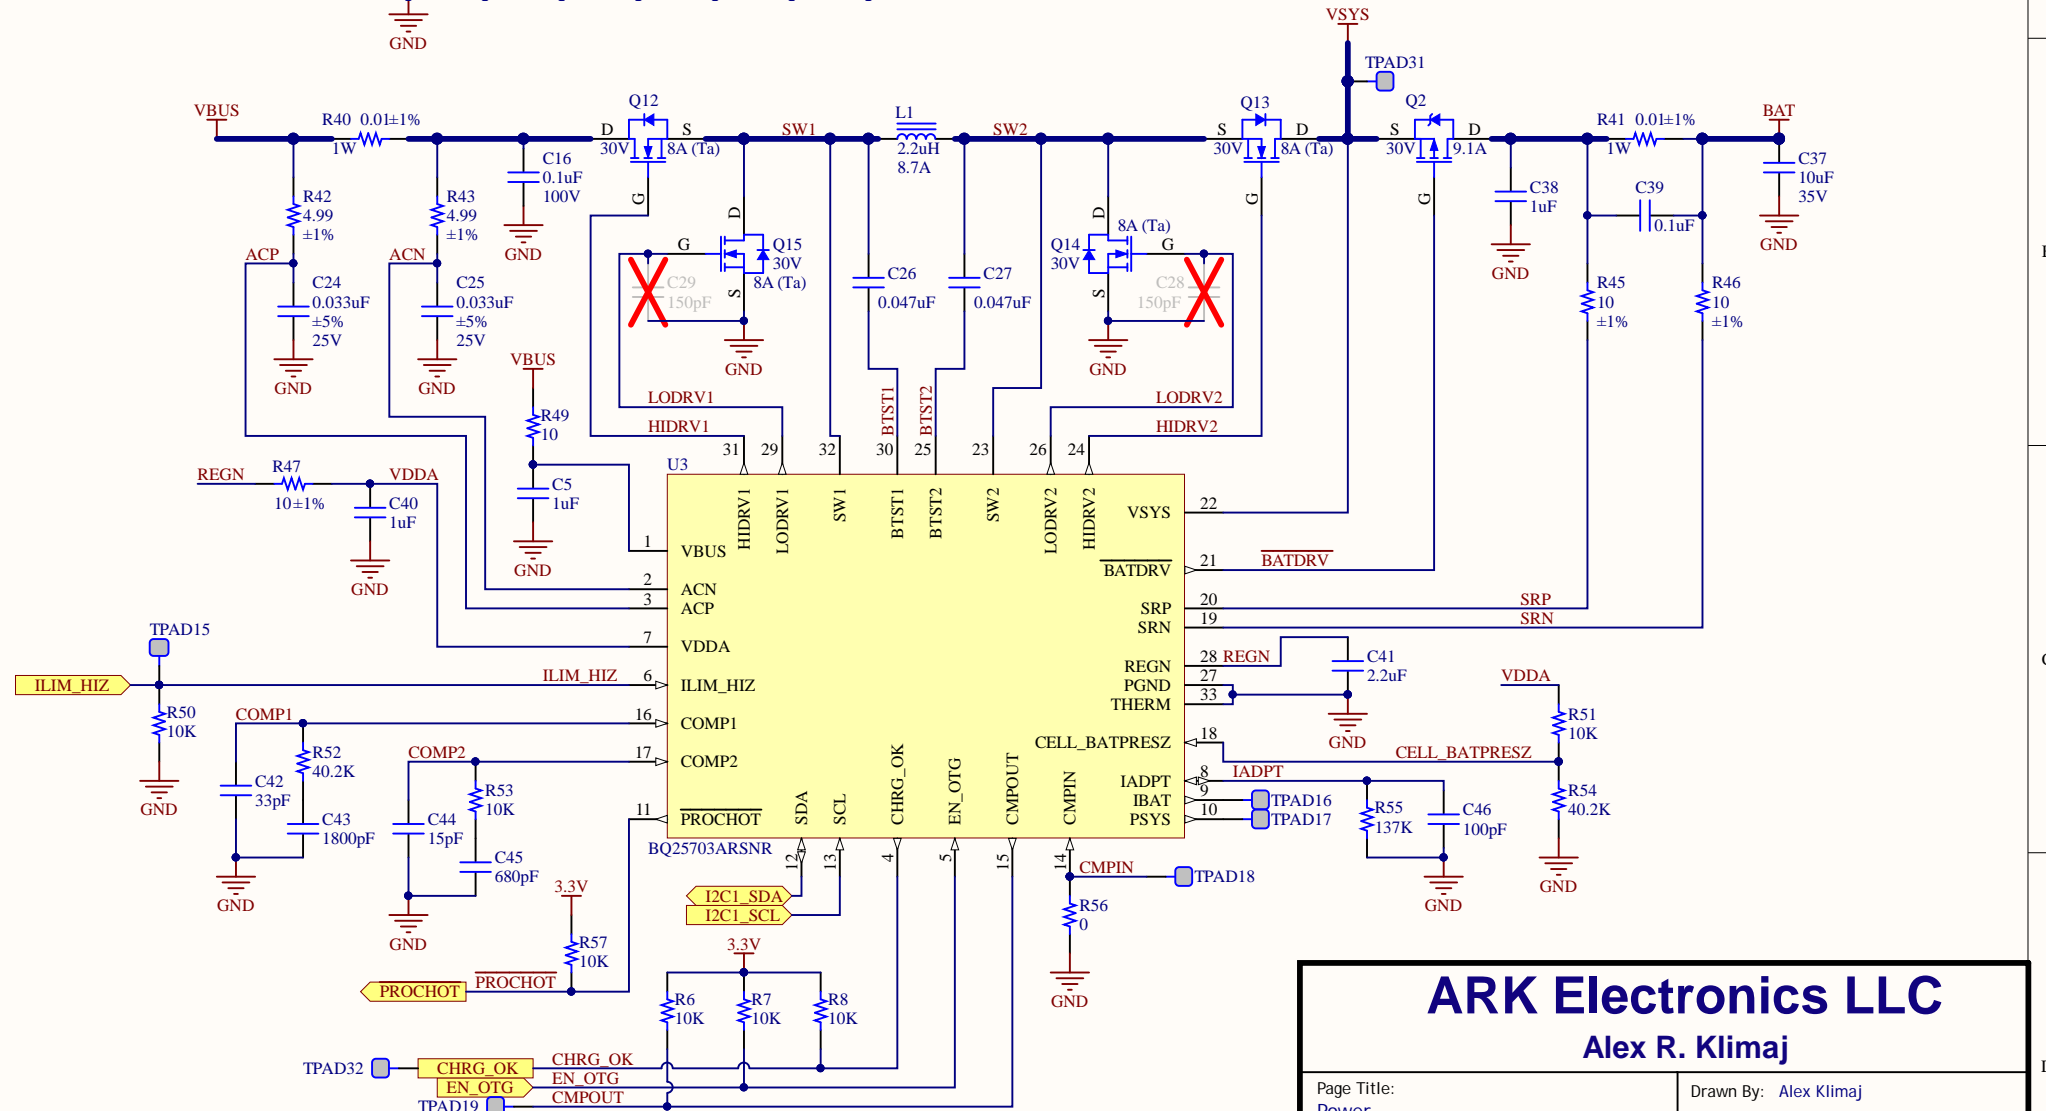 GND
VSYS
TPAD31
VBUS
R40 0.01±1%
1W
Q12
D
S
30V
8A (Ta)
G
SW1
L1
2.2uH
8.7A
SW2
Q13
S
D
30V
8A (Ta)
G
Q2
S
D
30V
9.1A
G
R41 0.01±1%
1W
BAT
C16
0.1uF
100V
GND
C37
10uF
35V
GND
C38
1uF
GND
C39
0.1uF
R42
4.99
±1%
R43
4.99
±1%
ACP
ACN
C24
0.033uF
±5%
25V
GND
C25
0.033uF
±5%
25V
GND
C29
150pF
G
D
S
Q15
30V
8A (Ta)
GND
C26
0.047uF
C27
0.047uF
8A (Ta)
Q14
30V
D
S
G
GND
C28
150pF
R45
10
±1%
R46
10
±1%
VBUS
R49
10
C5
1uF
GND
LODRV1
HIDRV1
BTST1
BTST2
LODRV2
HIDRV2
REGN
R47
10±1%
VDDA
C40
1uF
GND
U3
31
29
32
30
25
23
26
24
HIDRV1
LODRV1
SW1
BTST1
BTST2
SW2
LODRV2
HIDRV2
1
VBUS
2
ACN
3
ACP
7
VDDA
ILIM_HIZ
6
ILIM_HIZ
16
COMP1
17
COMP2
11
PROCHOT
VSYS
22
BATDRV
21
BATDRV
SRP
20
SRP
SRN
19
SRN
REGN
28
REGN
PGND
27
THERM
33
CELL_BATPRESZ
18
CELL_BATPRESZ
IADPT
8
IADPT
IBAT
9
TPAD16
PSYS
10
TPAD17
C41
2.2uF
GND
VDDA
R51
10K
R54
40.2K
GND
R55
137K
C46
100pF
GND
TPAD15
ILIM_HIZ
R50
10K
GND
COMP1
R52
40.2K
C42
33pF
C43
1800pF
GND
COMP2
R53
10K
C44
15pF
C45
680pF
GND
SDA
SCL
CHRG_OK
EN_OTG
CMPOUT
CMPIN
BQ25703ARSNR
12
13
4
5
15
14
I2C1_SDA
I2C1_SCL
CMPIN
TPAD18
R56
0
GND
3.3V
R57
10K
PROCHOT
PROCHOT
3.3V
R6
10K
R7
10K
R8
10K
TPAD32
CHRG_OK
CHRG_OK
EN_OTG
EN_OTG
TPAD19
CMPOUT
ARK Electronics LLC
Alex R. Klimaj
Page Title:
Power
Drawn By: Alex Klimaj